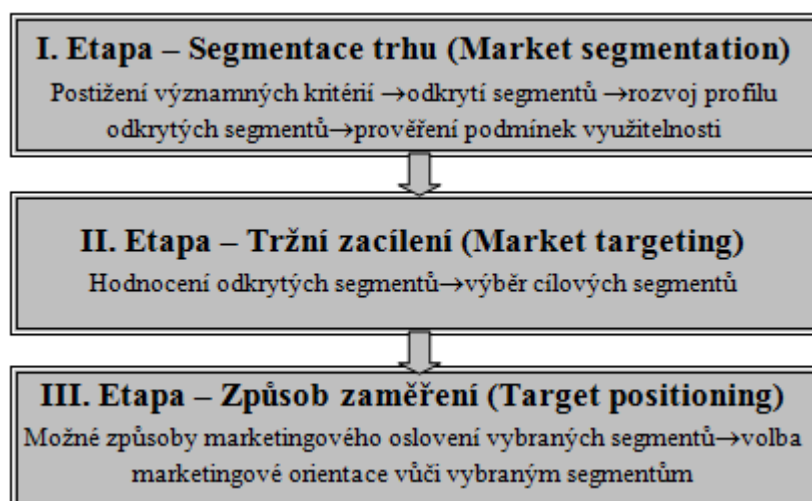 I. Etapa – Segmentace trhu (Market segmentation)
Postižení významných kritérií →odkrytí segmentů →rozvoj profilu
odkrytých segmentů→prověření podmínek využitelnosti
II. Etapa – Tržní zacílení (Market targeting)
Hodnocení odkrytých segmentů→výběr cílových segmentů
III. Etapa – Způsob zaměření (Target positioning)
Možné způsoby marketingového oslovení vybraných segmentů→volba
marketingové orientace vůči vybraným segmentům